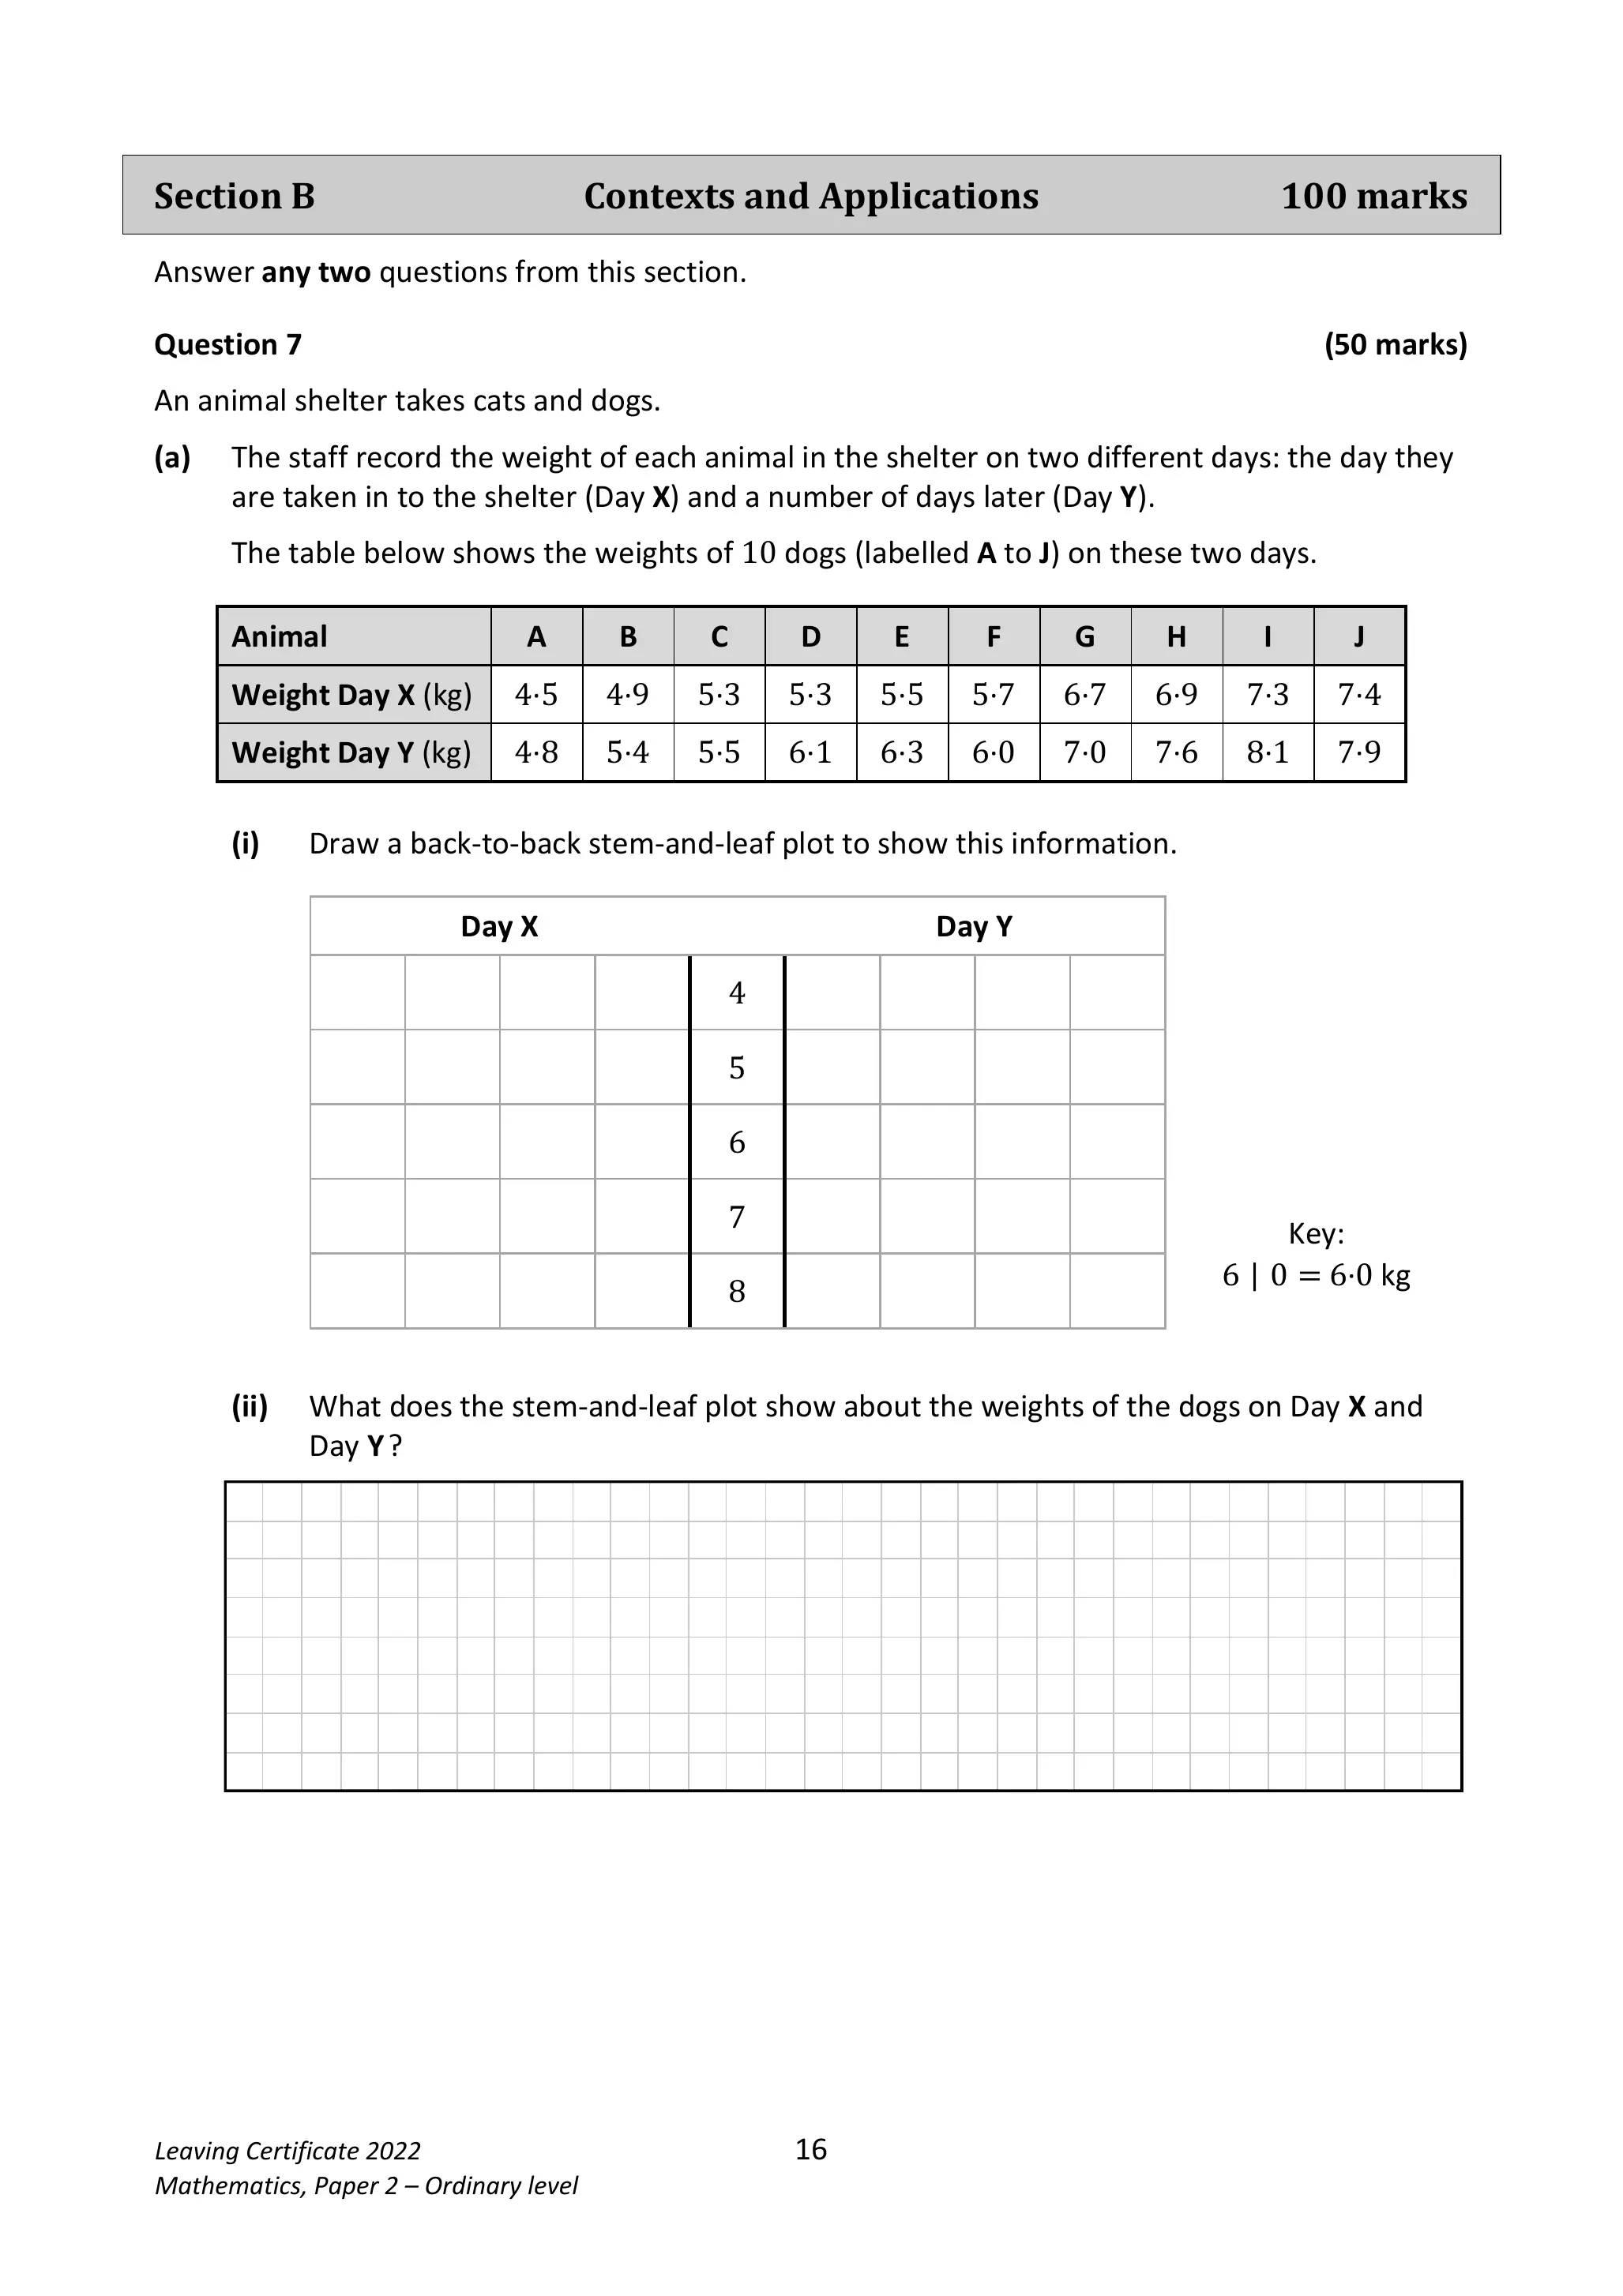 Section B Contexts and Applications 100 marks
Answer any two questions from this section.
Question 7 (50 marks)
An animal shelter takes cats and dogs.
(a) The staff record the weight of each animal in the shelter on two different days: the day they
are taken in to the shelter (Day X) and a number of days later (Day Y).
The table below shows the weights of 10 dogs (labelled A to J) on these two days.
Animal A B C D E F G H I J
Weight Day X (kg) 4·5 4·9 5·3 5·3 5·5 5·7 6·7 6·9 7·3 7·4
Weight Day Y (kg) 4·8 5·4 5·5 6·1 6·3 6·0 7·0 7·6 8·1 7·9
(i) Draw a back-to-back stem-and-leaf plot to show this information.
Day X Day Y
4
5
6
7
8
Key:
6 | 0 = 6·0 kg
(ii) What does the stem-and-leaf plot show about the weights of the dogs on Day X and
Day Y?
Leaving Certificate 2022 16
Mathematics, Paper 2 – Ordinary level